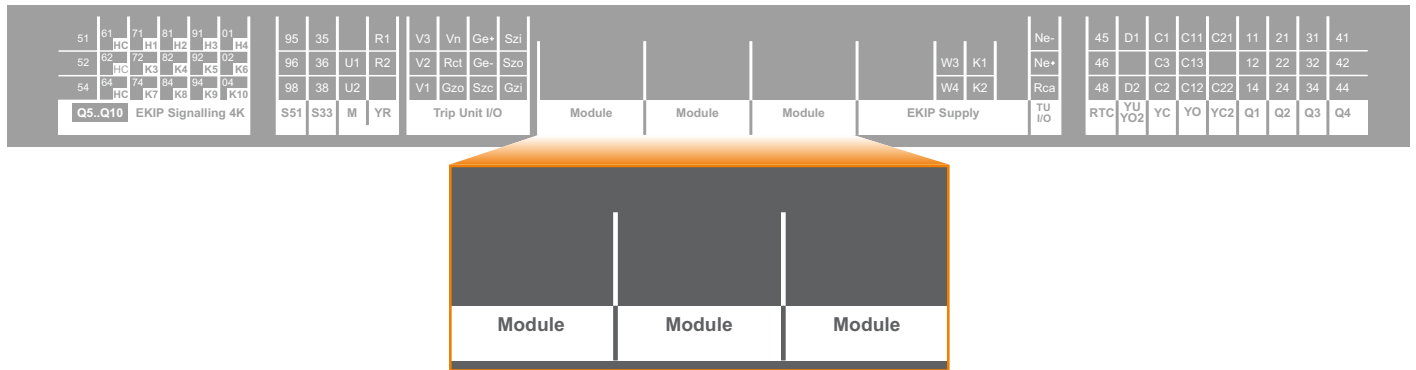 51 61 HC 71 H1 81 H2 91 H3 01 H4 95 35 R1 V3 Vn Ge+ Szi Ne- 45 D1 C1 C11 C21 11 21 31 41
52 62 HC 72 K3 82 K4 92 K5 02 K6 96 36 U1 R2 V2 Rct Ge- Szo W3 K1 Ne+ 46 C3 C13 12 22 32 42
54 64 HC 74 K7 84 K8 94 K9 04 K10 98 38 U2 V1 Gzo Szc Gzi W4 K2 Rca 48 D2 C2 C12 C22 14 24 34 44
Q5..Q10 EKIP Signalling 4K S51 S33 M YR Trip Unit I/O Module Module Module EKIP Supply TU I/O RTC YU YO2 YC YO YC2 Q1 Q2 Q3 Q4
Module Module Module